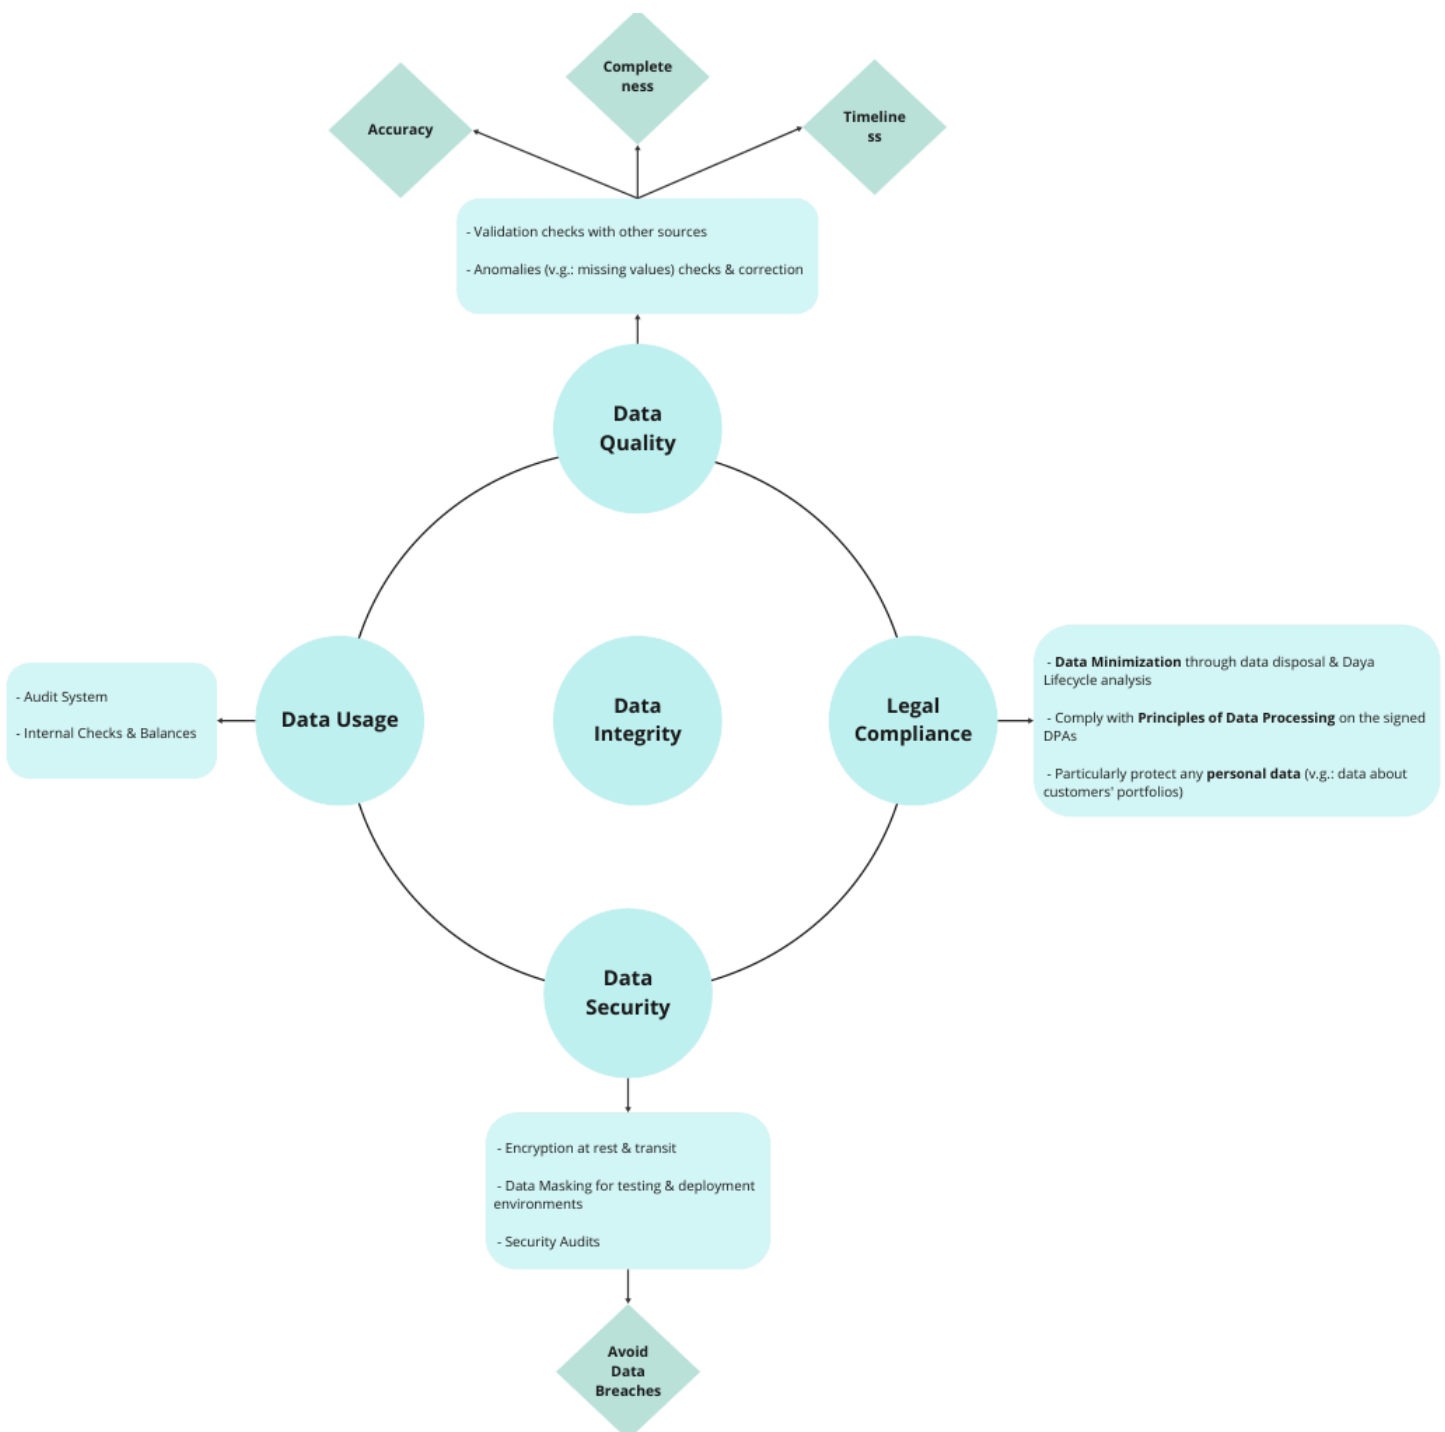 Complete
ness
Accuracy
Timeline
ss
- Validation checks with other sources
- Anomalies (v.g.: missing values) checks & correction
Data
Quality
- Audit System
- Internal Checks & Balances
Data Usage
Data
Integrity
Legal
Compliance
- Data Minimization through data disposal & Daya
Lifecycle analysis
- Comply with Principles of Data Processing on the signed
DPAs
- Particularly protect any personal data (v.g.: data about
customers' portfolios)
Data
Security
- Encryption at rest & transit
- Data Masking for testing & deployment
environments
- Security Audits
Avoid
Data
Breaches